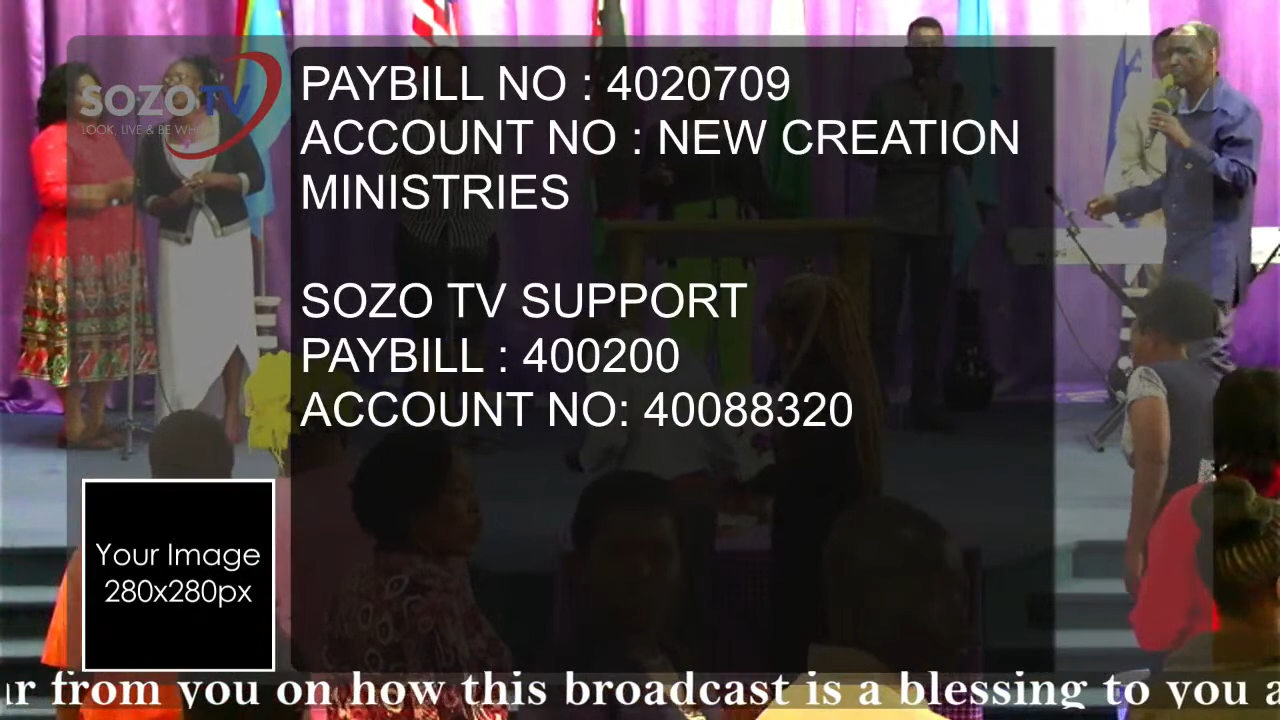 SOZO TV
LOOK, LIVE & BE
PAYBILL NO : 4020709
ACCOUNT NO : NEW CREATION
MINISTRIES
SOZO TV SUPPORT
PAYBILL : 400200
ACCOUNT NO: 40088320
Your Image
280x280px
from you on how this broadcast is a blessing to you